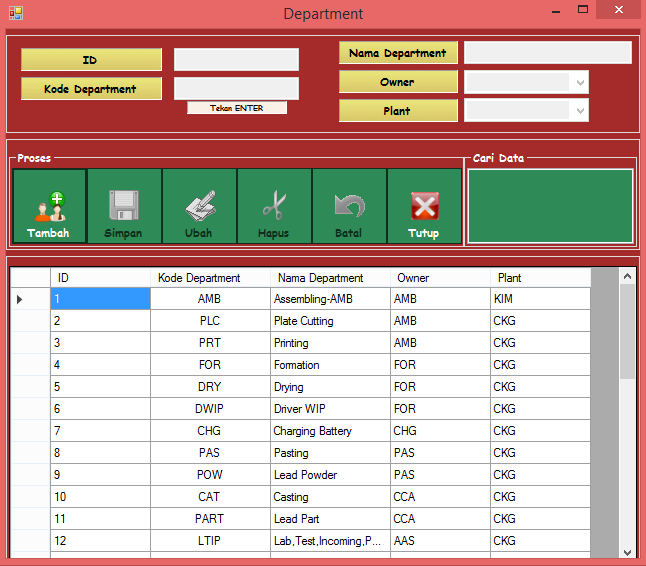 Department
ID
Nama Department
Kode Department
Owner
Tekan ENTER
Plant
Proses
Cari Data
Tambah Simpan Ubah Hapus Batal Tutup
ID Kode Department Nama Department Owner Plant
1 AMB Assembling-AMB AMB KIM
2 PLC Plate Cutting AMB CKG
3 PRT Printing AMB CKG
4 FOR Formation FOR CKG
5 DRY Drying FOR CKG
6 DWIP Driver WIP FOR CKG
7 CHG Charging Battery CHG CKG
8 PAS Pasting PAS CKG
9 POW Lead Powder PAS CKG
10 CAT Casting CCA CKG
11 PART Lead Part CCA CKG
12 LTIP Lab,Test,Incoming,P... AAS CKG